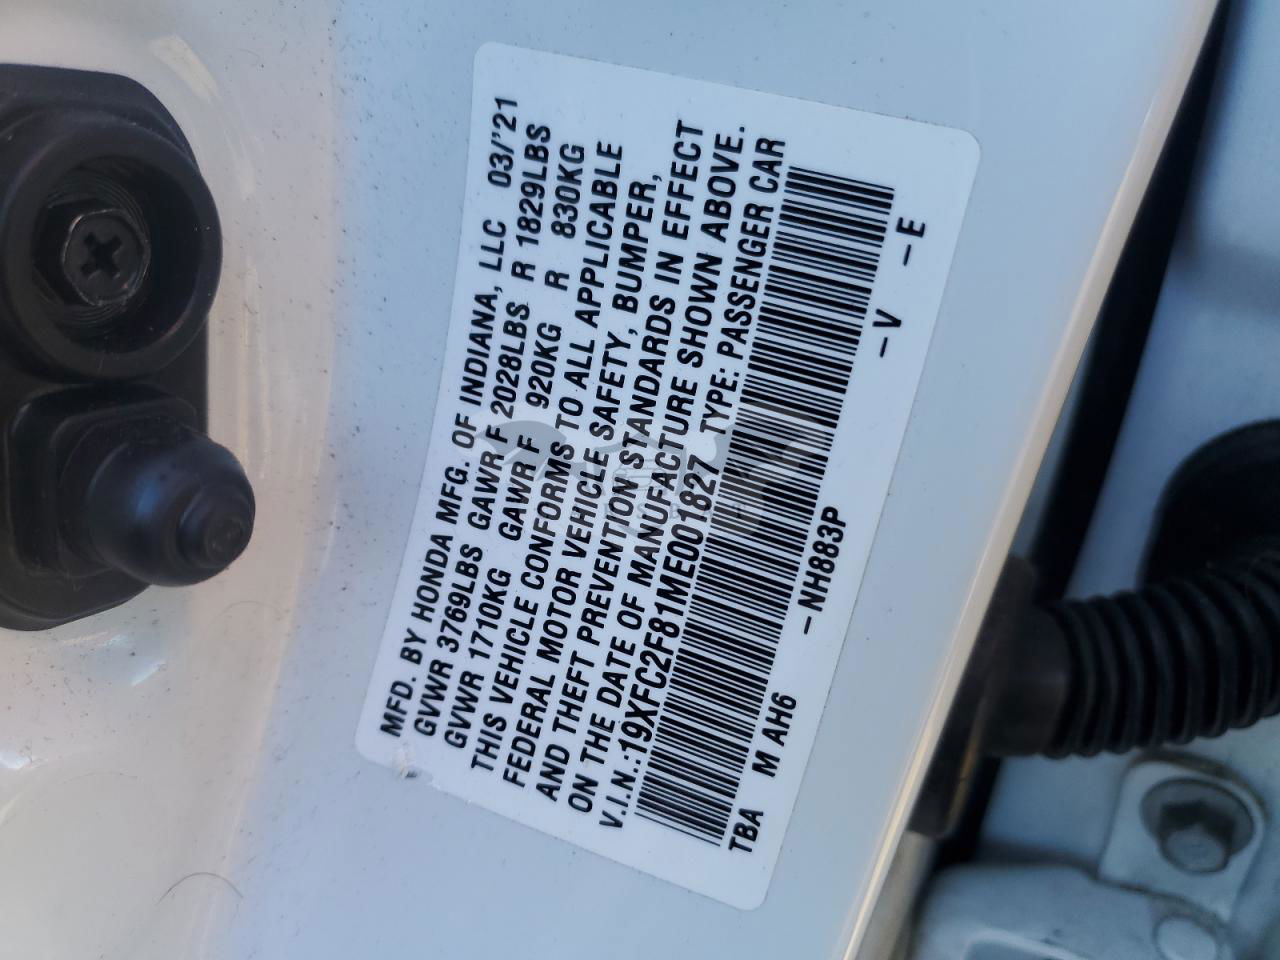 MFD. BY HONDA MFG. OF INDIANA, LLC 03/'21
GVWR 3769LBS GAWR F 2028LBS R 1829LBS
GVWR 1710KG GAWR F 920KG R 830KG
THIS VEHICLE CONFORMS TO ALL APPLICABLE
FEDERAL MOTOR VEHICLE SAFETY, BUMPER,
AND THEFT PREVENTION STANDARDS IN EFFECT
ON THE DATE OF MANUFACTURE SHOWN ABOVE.
V.I.N.:19XFC2F81ME001827 TYPE: PASSENGER CAR
TBA M AH6 –NH883P –V –E